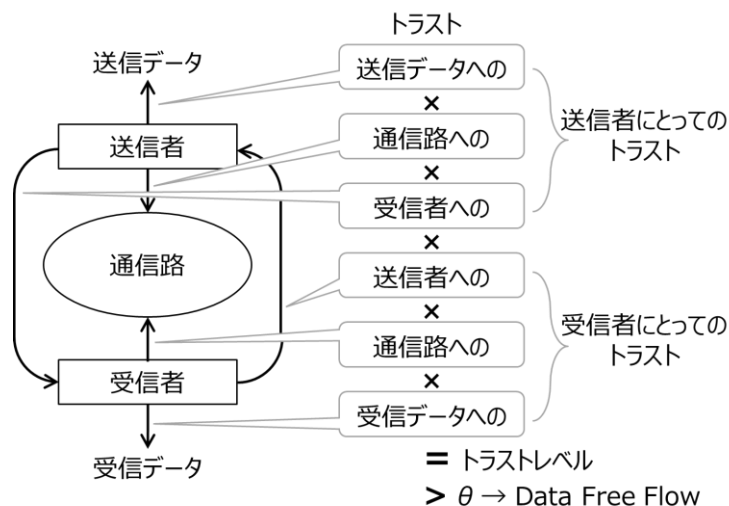 トラスト
送信データ
送信データへの
×
送信者
通信路への
送信者にとっての
トラスト
×
受信者への
×
通信路
送信者への
×
受信者にとっての
トラスト
通信路への
受信者
×
受信データへの
受信データ
= トラストレベル
> θ → Data Free Flow